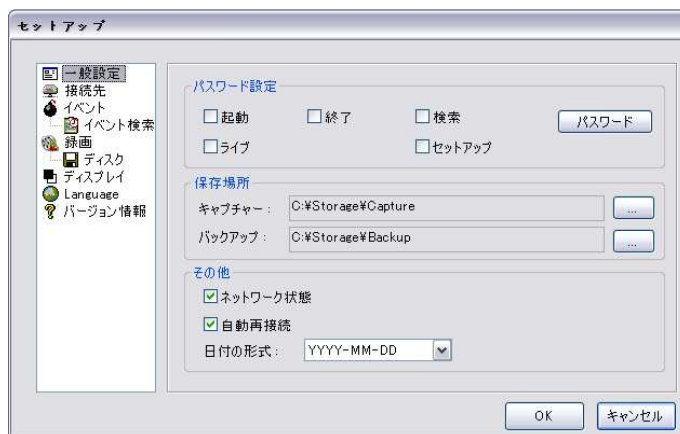 セットアップ
一般設定
接続先
イベント
イベント検索
録画
ディスク
ディスプレイ
Language
バージョン情報
パスワード設定
起動 終了 検索 パスワード
ライブ セットアップ
保存場所
キャプチャー： C:¥Storage¥Capture ...
バックアップ： C:¥Storage¥Backup ...
その他
ネットワーク状態
自動再接続
日付の形式： YYYY-MM-DD
OK キャンセル